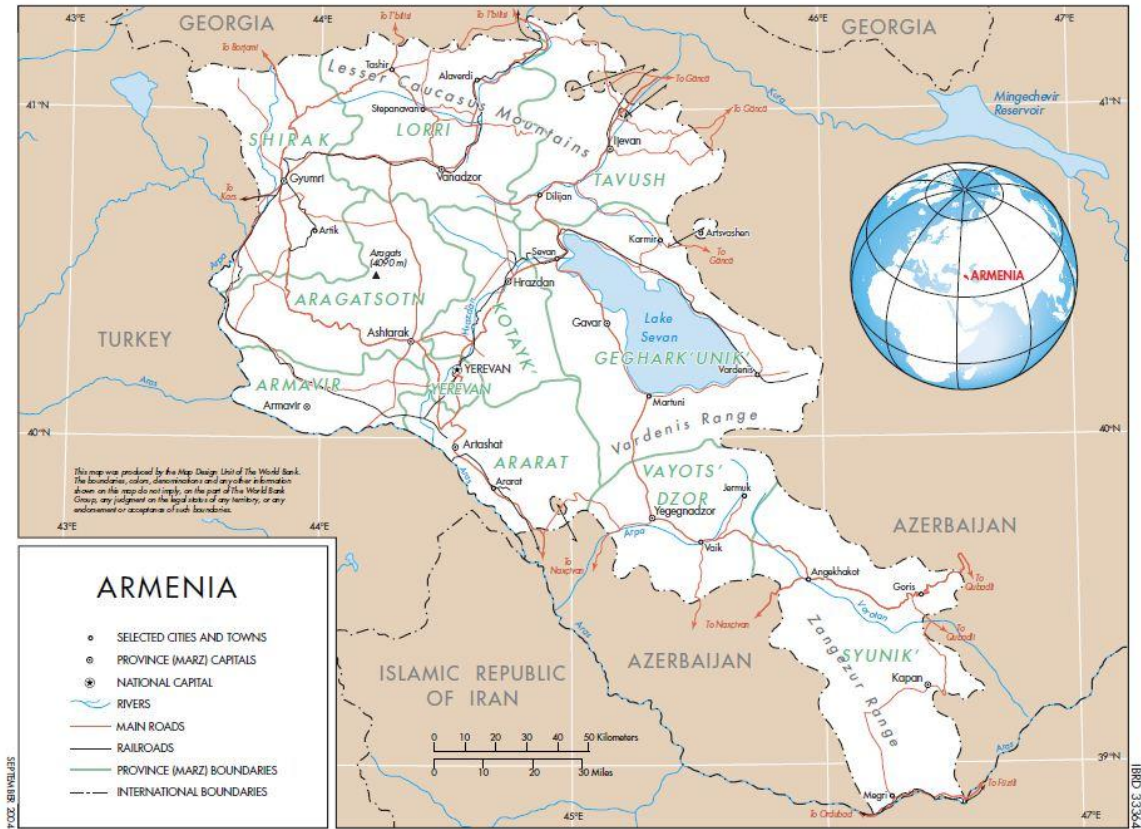 44°E
46°E
47°E
GEORGIA
To T'bilisi
To T'bilisi
GEORGIA
To Borjomi
Tashir
Alaverdi
Lesser Caucasus Mountains
To Gäncä
Kura
41°N
41°N
Stepanavan
To Gäncä
Mingechevir
Reservoir
SHIRAK
LORRI
Ijevan
Gyumri
Vanadzor
TAVUSH
To
Kars
Dilijan
Artik
Karmir
Artsvashen
Aragats
(4090 m)
Sevan
To
Gäncä
Arpa
Hrazdan
ARMENIA
ARAGATSOTN
Hrazdan
KOTAYK'
Gavar
Lake
Sevan
TURKEY
Ashtarak
GEGHARK'UNIK'
YEREVAN
Vardenis
Aras
ARMAVIR
YEREVAN
Armavir
Martuni
Vardenis Range
40°N
40°N
Artashat
ARARAT
VAYOTS'
DZOR
This map was produced by the Map Design Unit of The World Bank.
The boundaries, colors, denominations and any other information
shown on this map do not imply, on the part of The World Bank
Group, any judgment on the legal status of any territory, or any
endorsement or acceptance of such boundaries.
Aras
Ararat
Jermuk
43°E
44°E
Yegegnadzor
AZERBAIJAN
Arpa
Vaik
To
Naxçivan
Angekhakot
Goris
To
Qubadli
To Naxçivan
Vorotan
To
Qubadli
Aras
ARMENIA
SELECTED CITIES AND TOWNS
PROVINCE (MARZ) CAPITALS
NATIONAL CAPITAL
RIVERS
MAIN ROADS
RAILROADS
PROVINCE (MARZ) BOUNDARIES
INTERNATIONAL BOUNDARIES
ISLAMIC REPUBLIC
OF IRAN
AZERBAIJAN
Zangezur Range
SYUNIK'
Kapan
0 10 20 30 40 50 Kilometers
0 10 20 30 Miles
Aras
39°N
Megri
To Ordubad
To Fizuli
45°E
47°E
SEPTEMBER 2004
IBRD 33364
43°E